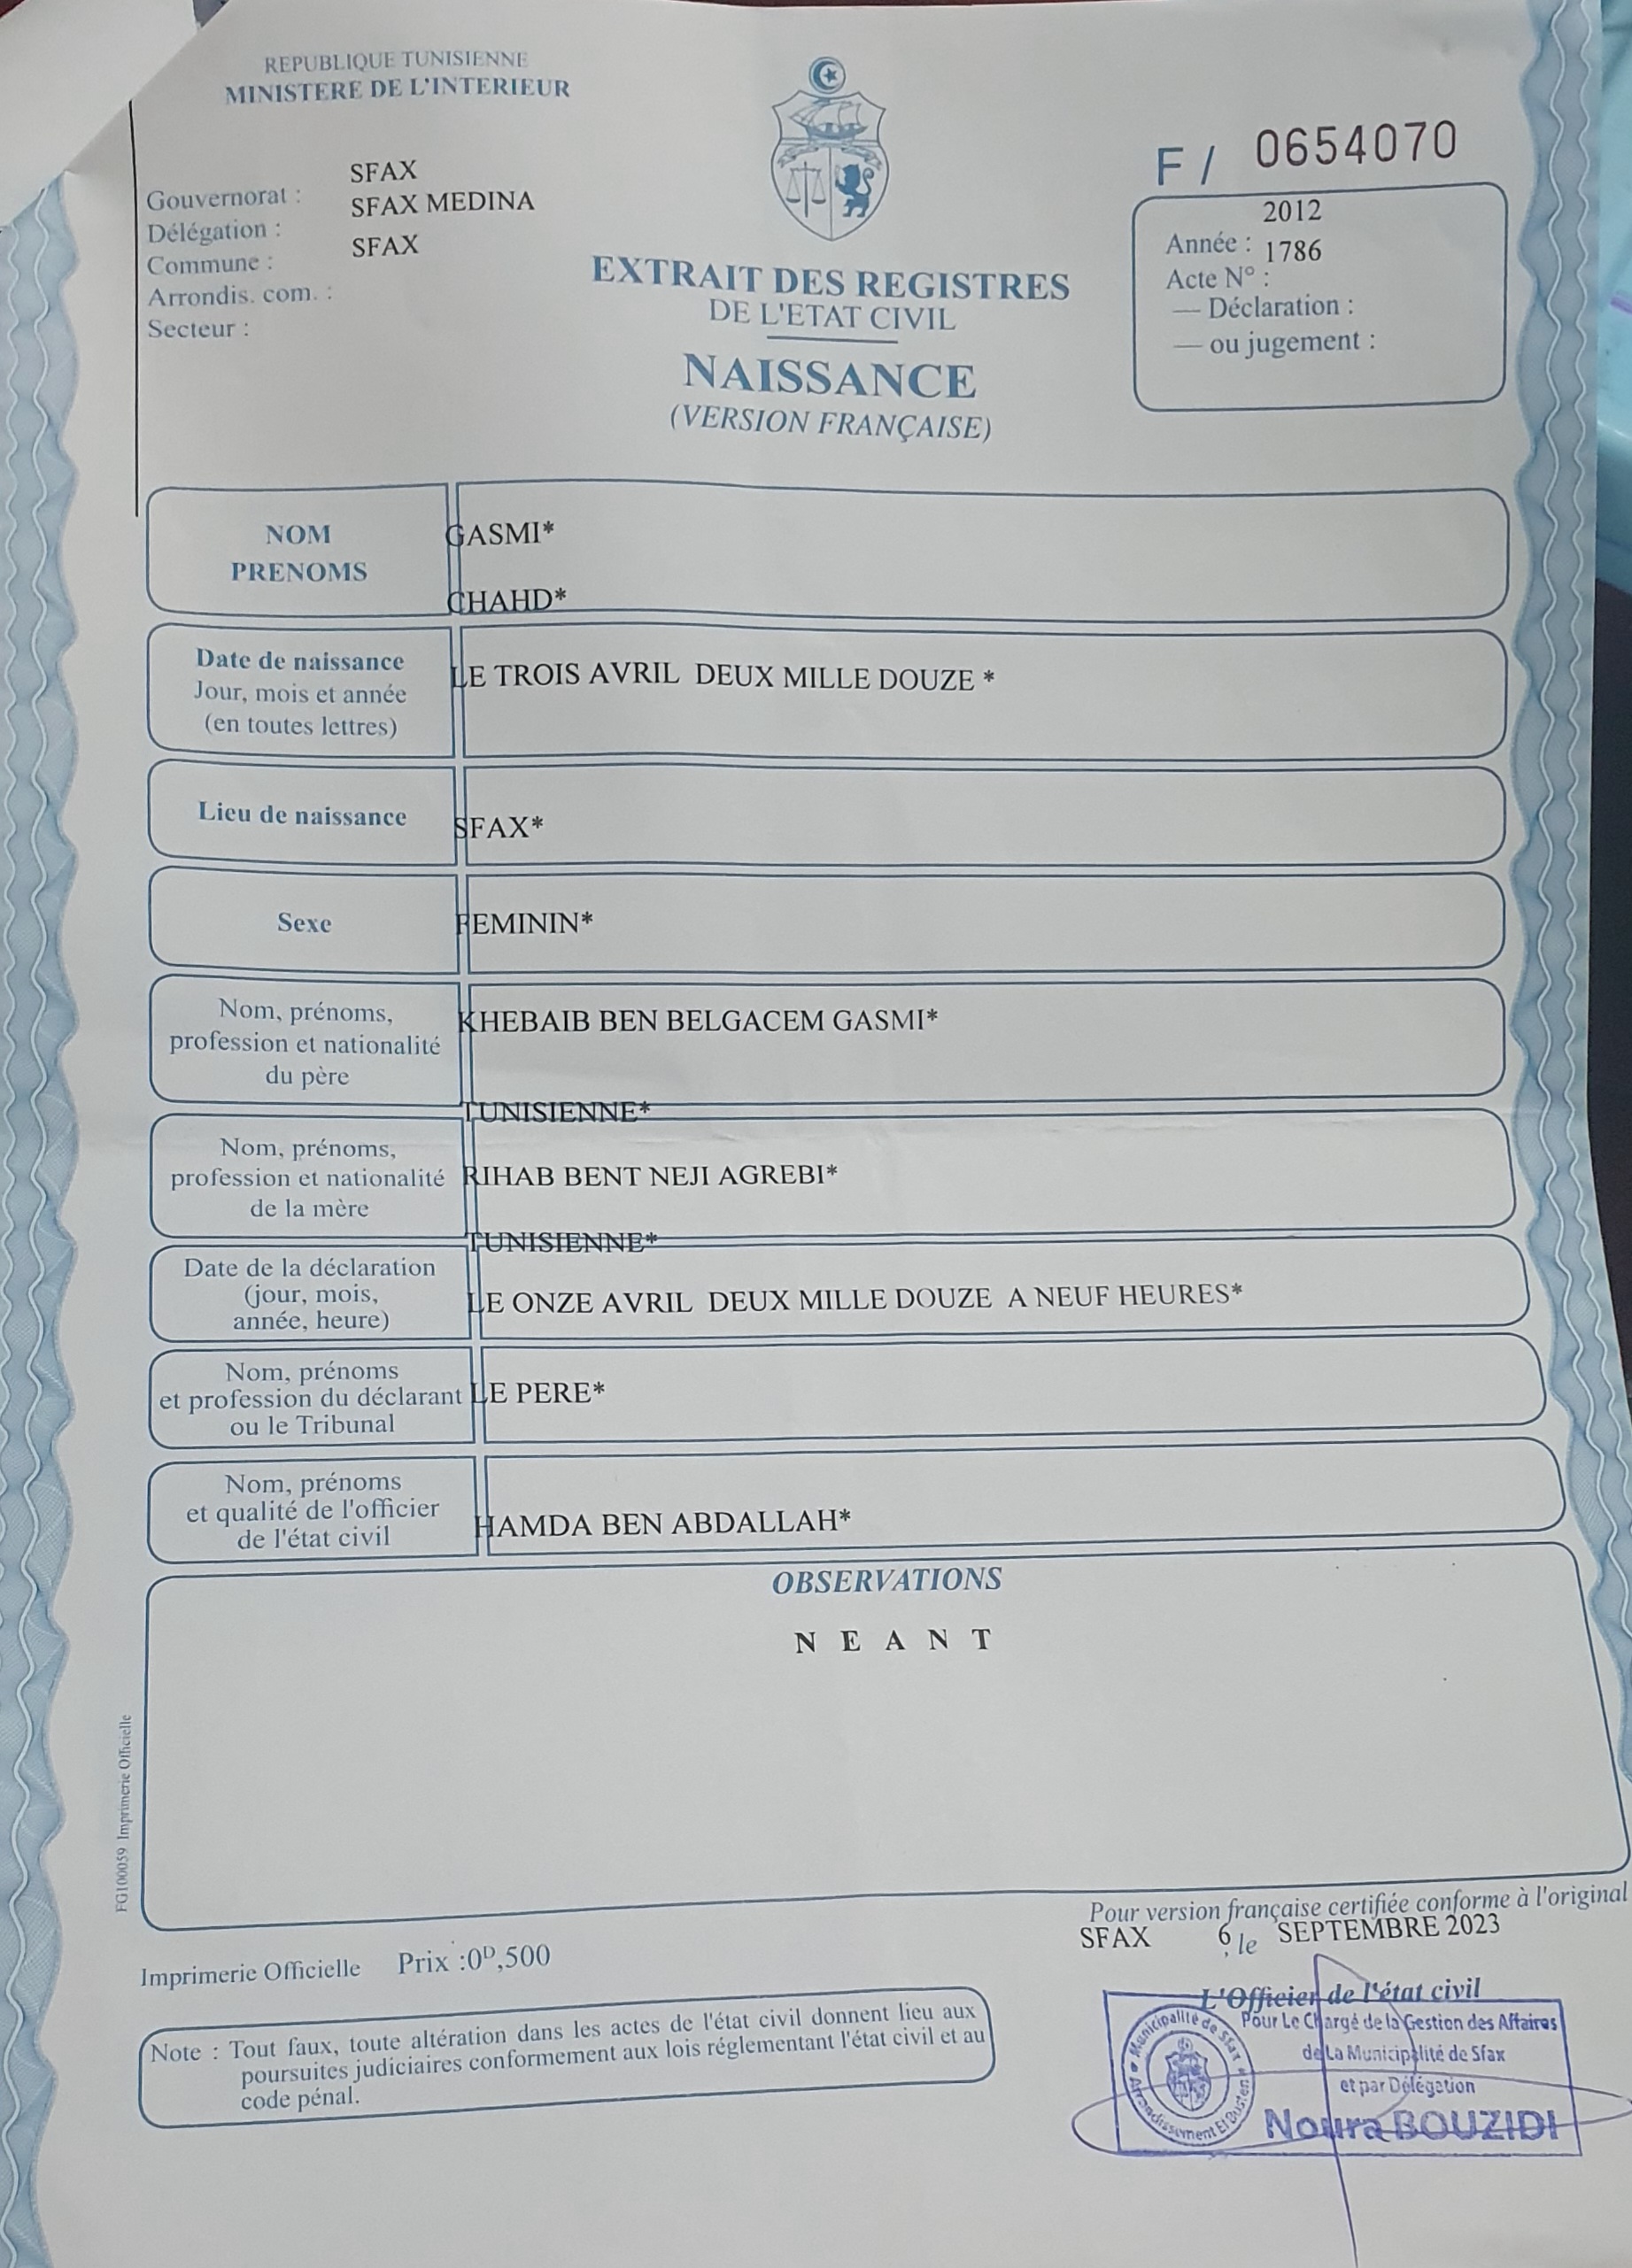 REPUBLIQUE TUNISIENNE
MINISTERE DE L'INTERIEUR
SFAX
Gouvernorat :
SFAX MEDINA
Délégation :
SFAX
Commune :
Arrondis. com. :
Secteur :
F / 0654070
2012
Année :
1786
Acte N° :
— Déclaration :
— ou jugement :
EXTRAIT DES REGISTRES
DE L'ETAT CIVIL
NAISSANCE
(VERSION FRANÇAISE)
NOM
PRENOMS
GASMI*
CHAHD*
Date de naissance
Jour, mois et année
(en toutes lettres)
LE TROIS AVRIL DEUX MILLE DOUZE *
Lieu de naissance
SFAX*
Sexe
FEMININ*
Nom, prénoms,
profession et nationalité
du père
KHEBAIB BEN BELGACEM GASMI*
TUNISIENNE*
Nom, prénoms,
profession et nationalité
de la mère
RIHAB BENT NEJI AGREBI*
TUNISIENNE*
Date de la déclaration
(jour, mois,
année, heure)
LE ONZE AVRIL DEUX MILLE DOUZE A NEUF HEURES*
Nom, prénoms
et profession du déclarant
ou le Tribunal
LE PERE*
Nom, prénoms
et qualité de l'officier
de l'état civil
HAMDA BEN ABDALLAH*
OBSERVATIONS
N E A N T
FG100059 Imprimerie Officielle
Pour version française certifiée conforme à l'original
SFAX 6, le SEPTEMBRE 2023
Imprimerie Officielle Prix :0ᴰ,500
L'Officier de l'état civil
Pour Le Chargé de la Gestion des Affaires
de La Municipalité de Sfax
et par Délégation
Noura BOUZIDI
Municipalité de Sfax
Arrondissement El Bosten
Note : Tout faux, toute altération dans les actes de l'état civil donnent lieu aux
poursuites judiciaires conformement aux lois réglementant l'état civil et au
code pénal.